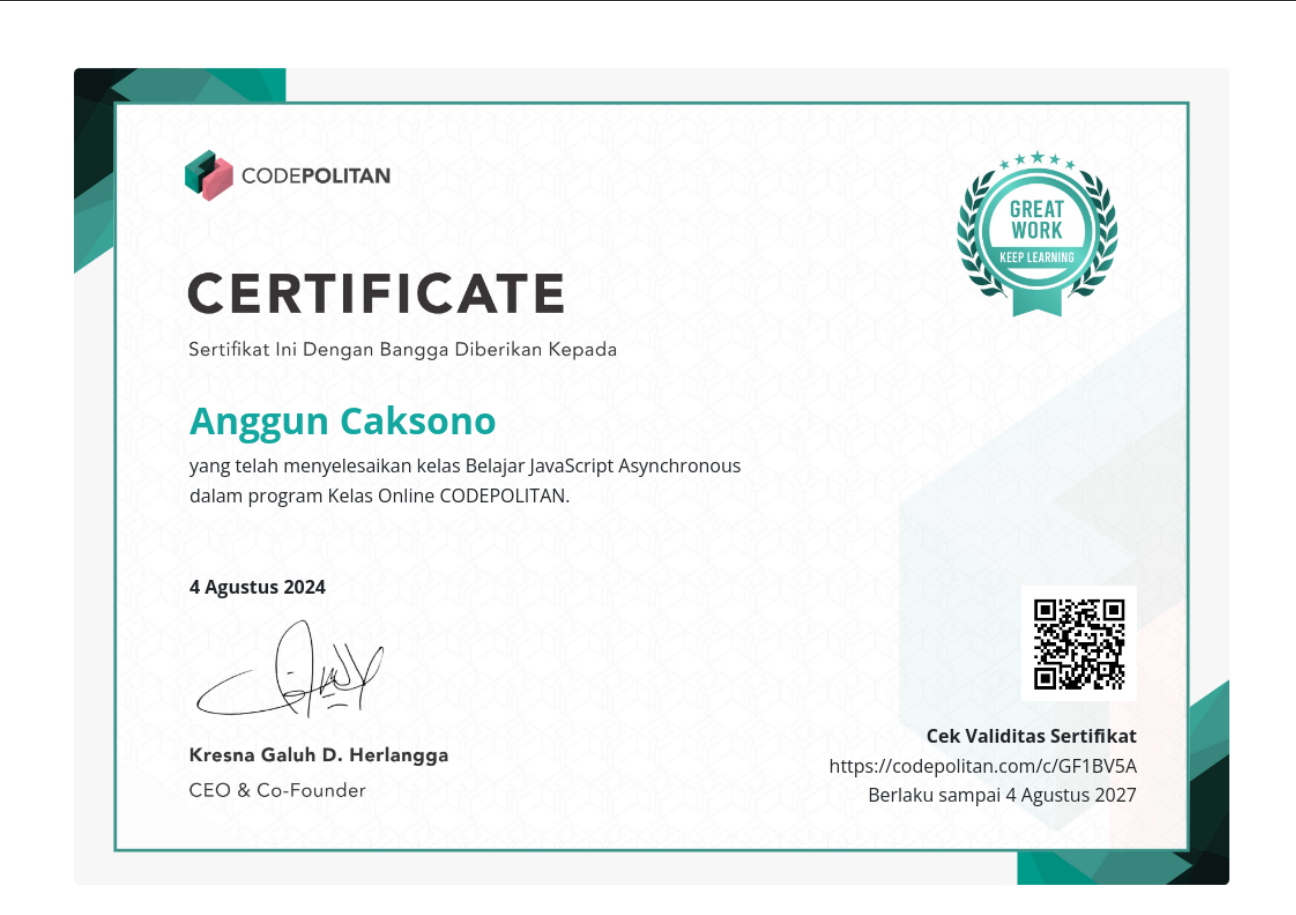 CODEPOLITAN
GREAT
WORK
KEEP LEARNING
CERTIFICATE
Sertifikat Ini Dengan Bangga Diberikan Kepada
Anggun Caksono
yang telah menyelesaikan kelas Belajar JavaScript Asynchronous
dalam program Kelas Online CODEPOLITAN.
4 Agustus 2024
Kresna Galuh D. Herlangga
CEO & Co-Founder
Cek Validitas Sertifikat
https://codepolitan.com/c/GF1BV5A
Berlaku sampai 4 Agustus 2027